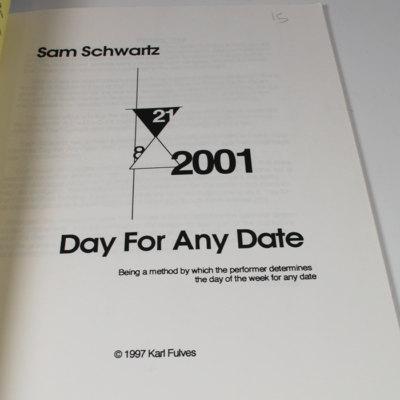 15
Sam Schwartz
21
8
2001
Day For Any Date
Being a method by which the performer determines
the day of the week for any date
© 1997 Karl Fulves